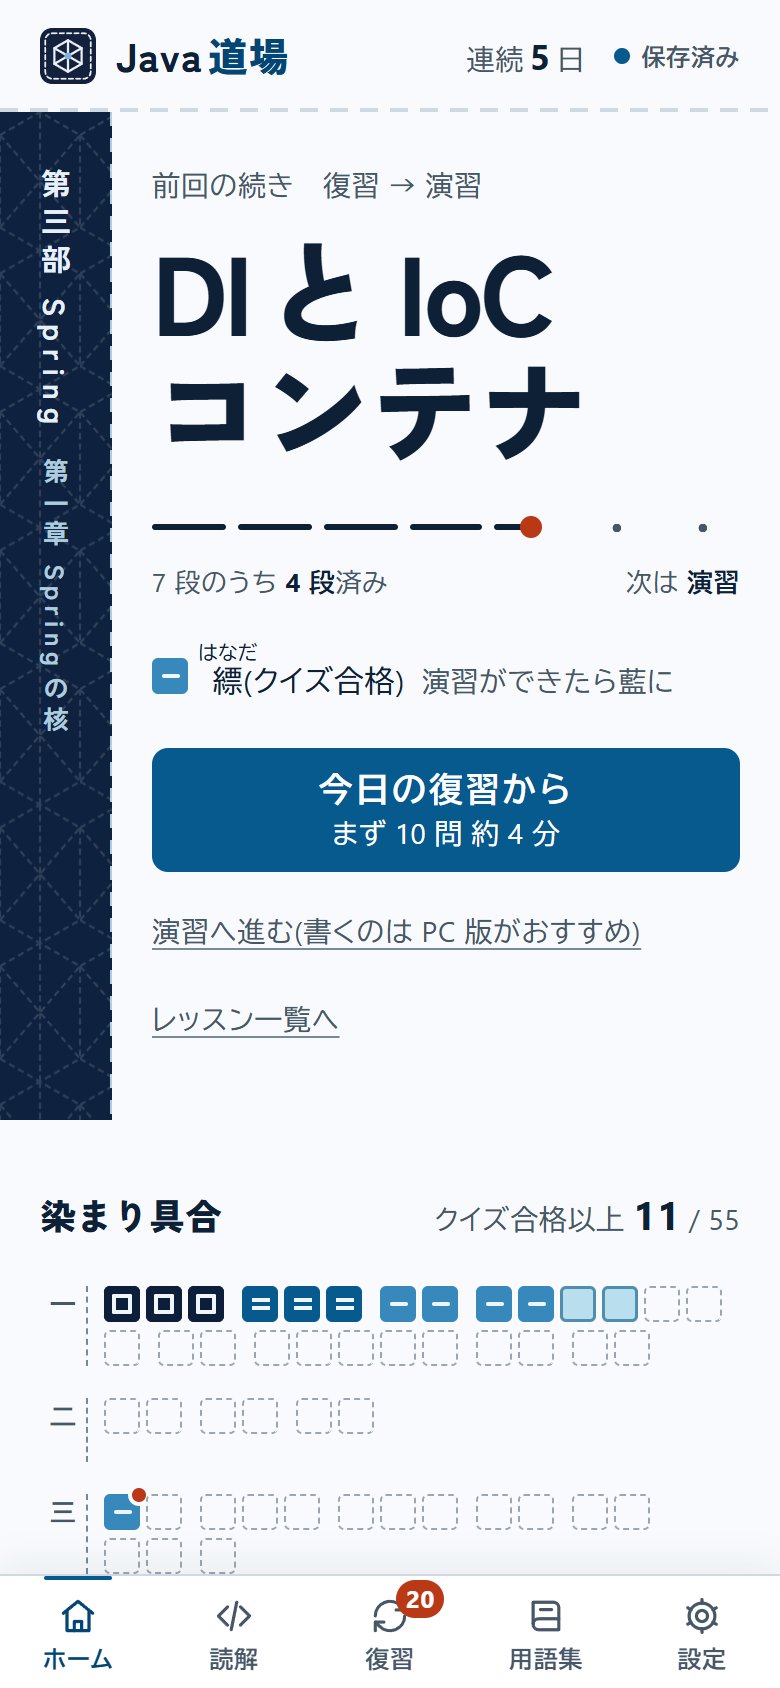 Java 道場
連続 5 日
保存済み
第三部 Spring 第一章 Spring の核
前回の続き 復習 → 演習
DI と IoC
コンテナ
7 段のうち 4 段済み
次は 演習
はなだ
縹(クイズ合格) 演習ができたら藍に
今日の復習から
まず 10 問 約 4 分
演習へ進む(書くのは PC 版がおすすめ)
レッスン一覧へ
染まり具合
クイズ合格以上 11 / 55
一
二
三
20
ホーム
読解
復習
用語集
設定